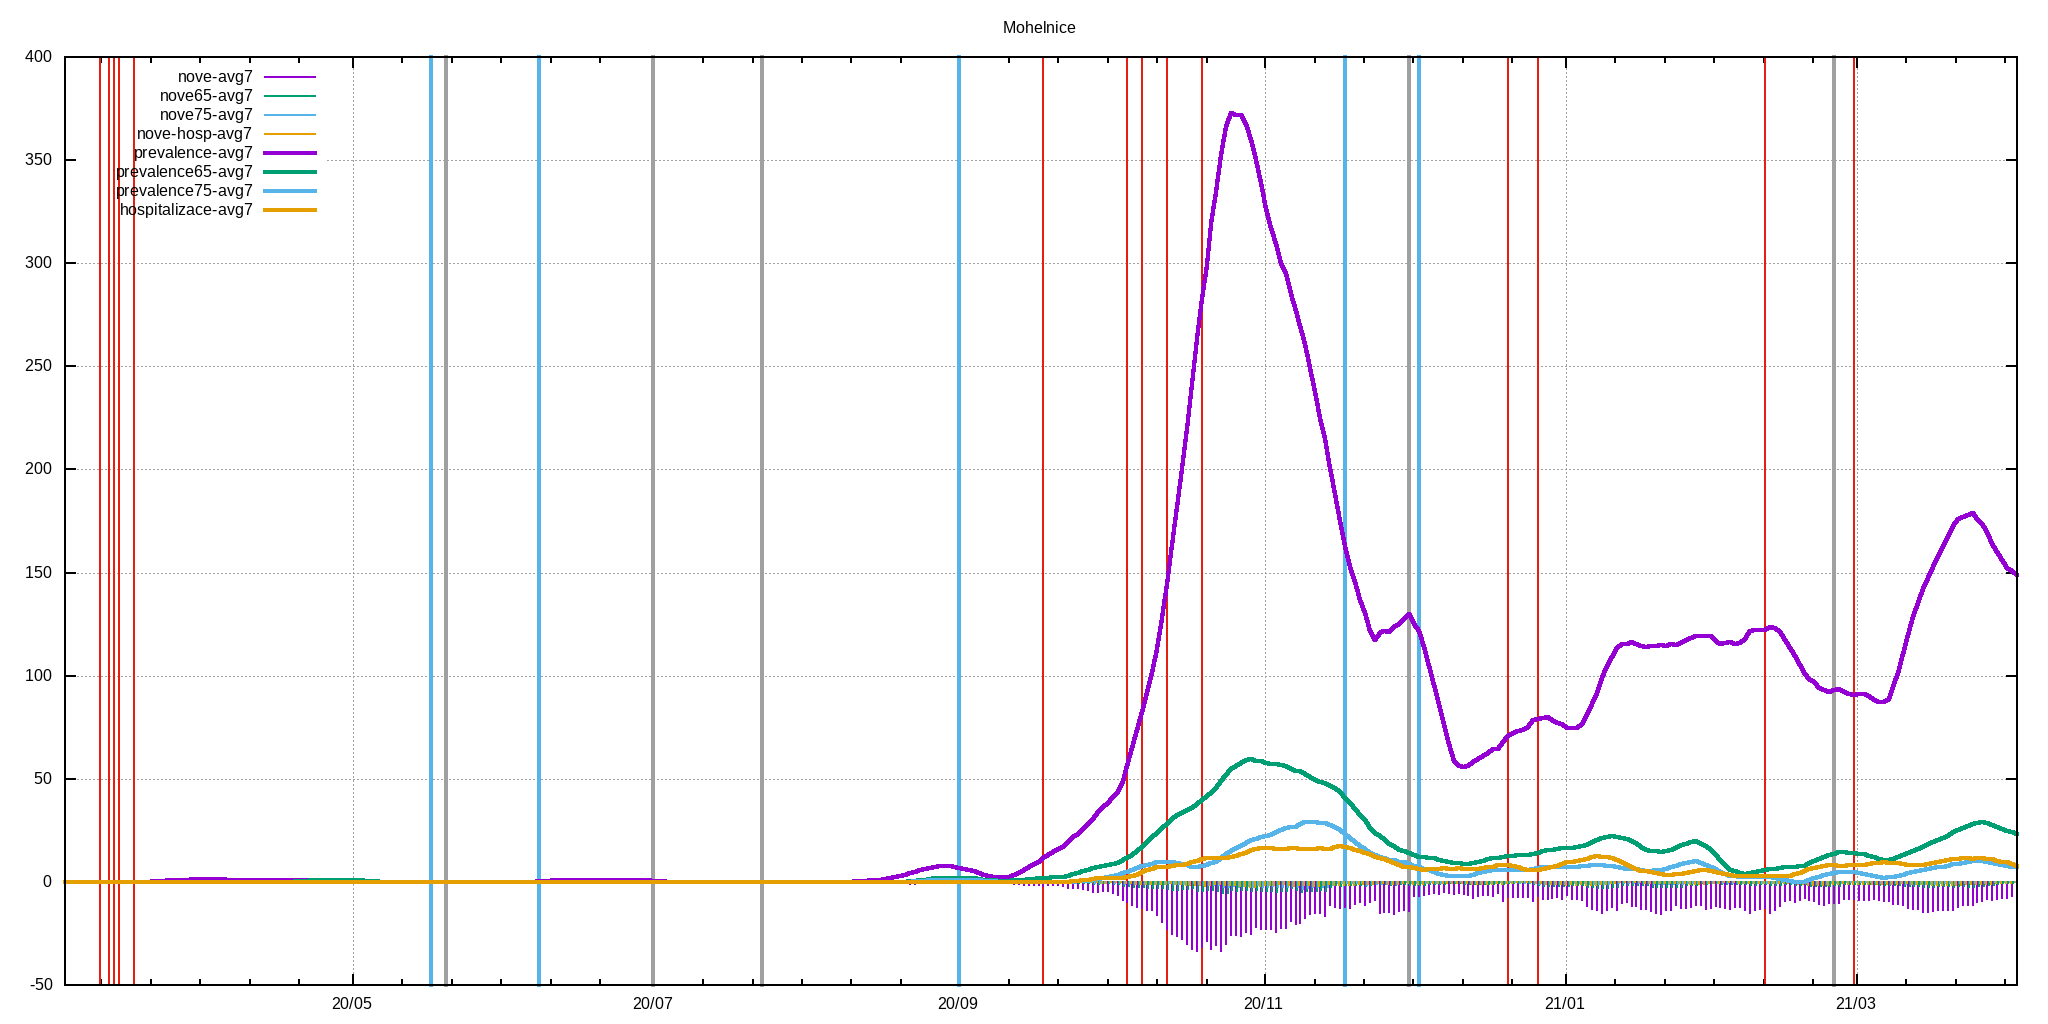 Mohelnice
400
350
300
250
200
150
100
50
0
-50
nove-avg7
nove65-avg7
nove75-avg7
nove-hosp-avg7
prevalence-avg7
prevalence65-avg7
prevalence75-avg7
hospitalizace-avg7
20/05 20/07 20/09 20/11 21/01 21/03